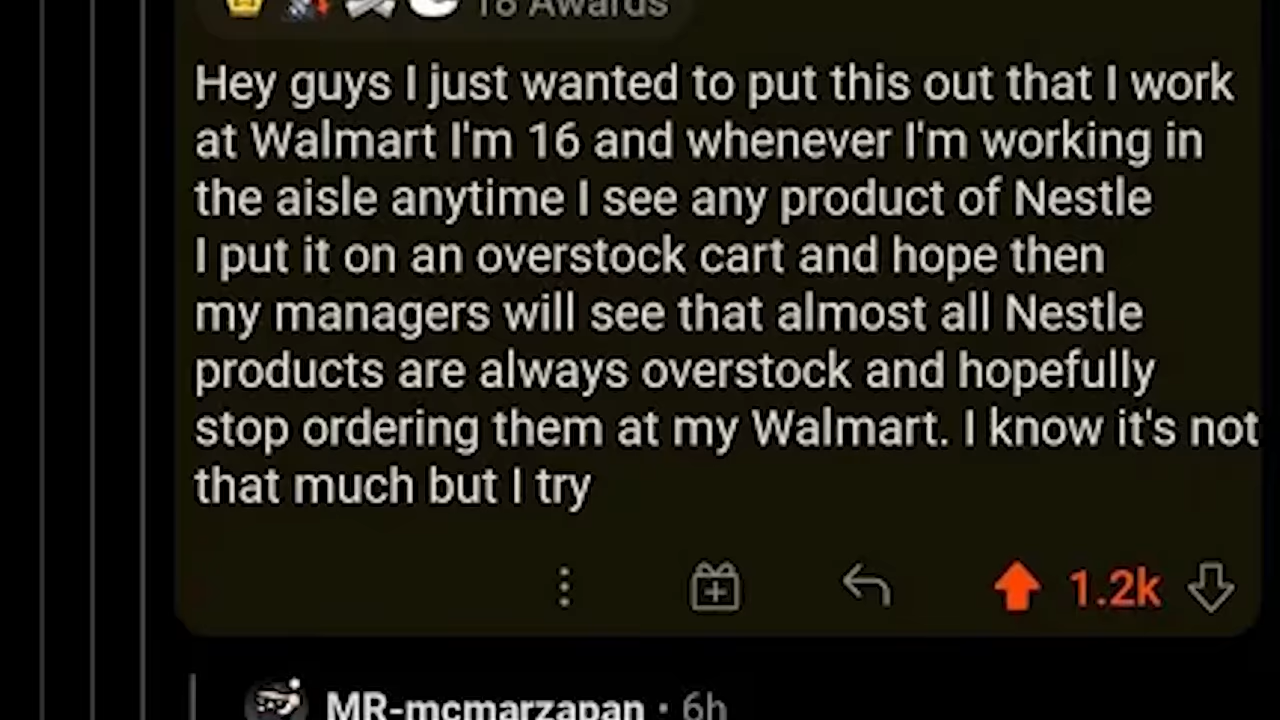 18 Awards
Hey guys I just wanted to put this out that I work
at Walmart I'm 16 and whenever I'm working in
the aisle anytime I see any product of Nestle
I put it on an overstock cart and hope then
my managers will see that almost all Nestle
products are always overstock and hopefully
stop ordering them at my Walmart. I know it's not
that much but I try
1.2k
MR-mcmarzapan · 6h